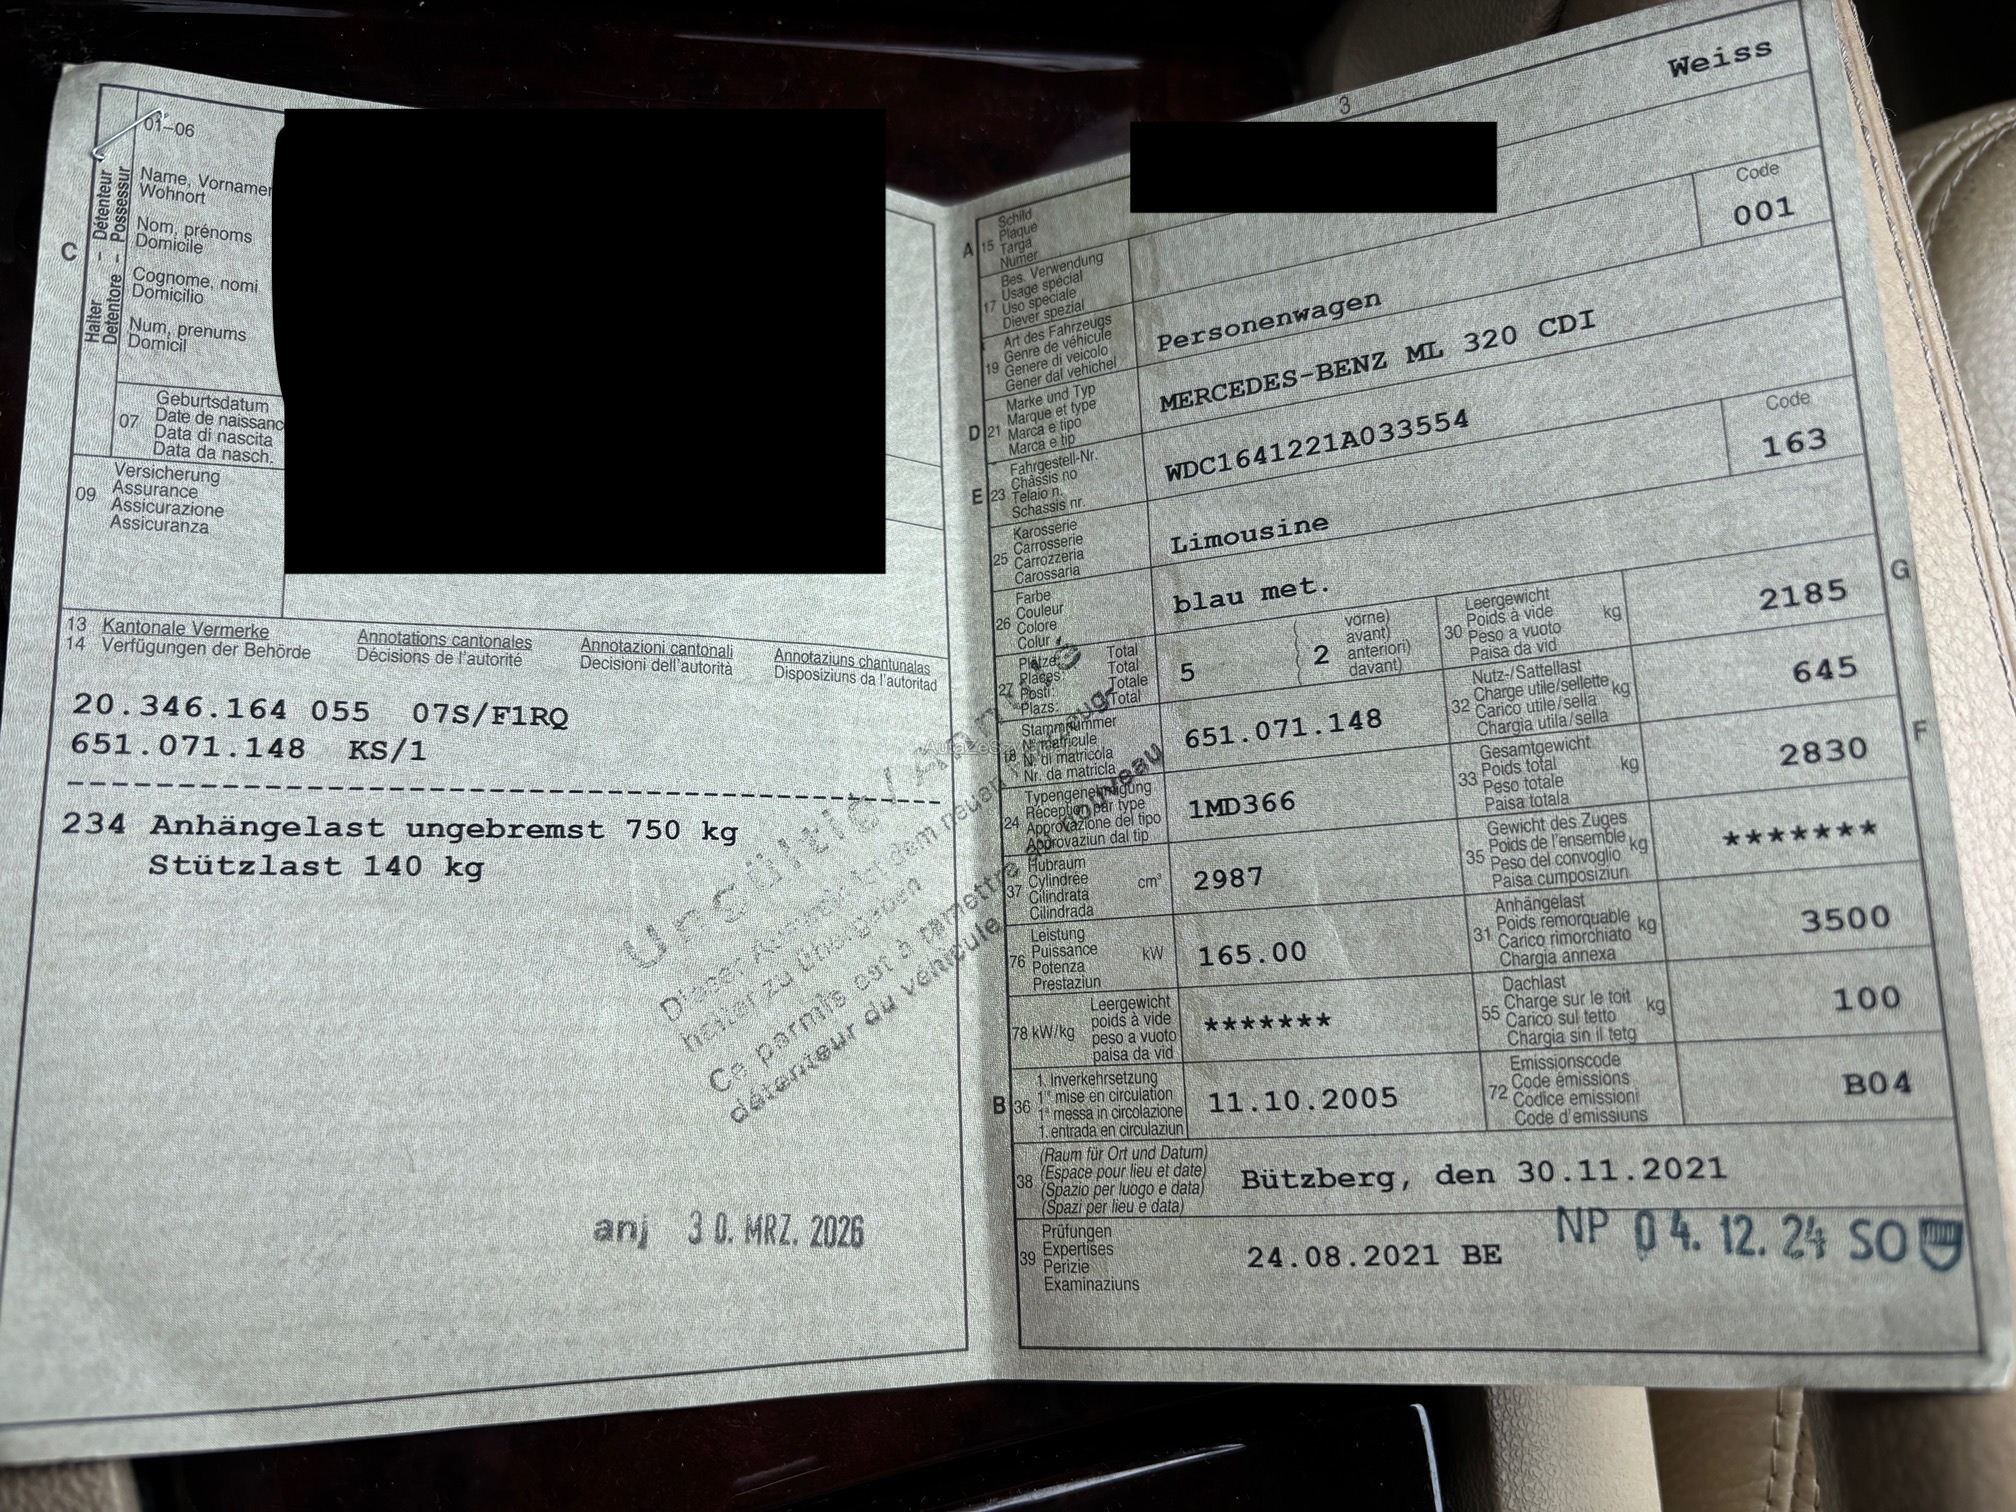 01-06
Halter - Détenteur
Detentore - Possessur
C
Name, Vornamen
Wohnort
Nom, prénoms
Domicile
Cognome, nomi
Domicilio
Num, prenums
Domicil
07
Geburtsdatum
Date de naissanc
Data di nascita
Data da nasch.
09
Versicherung
Assurance
Assicurazione
Assicuranza
13 Kantonale Vermerke Annotations cantonales Annotazioni cantonali Annotaziuns chantunalas
14 Verfügungen der Behörde Décisions de l'autorité Decisioni dell'autorità Disposiziuns da l'autoritad
20.346.164 055 07S/F1RQ
651.071.148 KS/1
234 Anhängelast ungebremst 750 kg
Stützlast 140 kg
Ce permis est à remettre
détenteur du véhicule
anj 30. MRZ. 2026
3
Weiss
A 15
Schild
Plaque
Targa
Numer
17
Bes. Verwendung
Usage spécial
Uso speciale
Diever spezial
Code
001
19
Art des Fahrzeugs
Genre de véhicule
Genere di veicolo
Gener dal vehichel
Personenwagen
D 21
Marke und Typ
Marque et type
Marca e tipo
Marca e tip
MERCEDES-BENZ ML 320 CDI
E 23
Fahrgestell-Nr.
Châssis no
Telaio n.
Schassis nr.
WDC1641221A033554
Code
163
25
Karosserie
Carrosserie
Carrozzeria
Carossaria
Limousine
26
Farbe
Couleur
Colore
Colur
blau met.
27
Plätze: Total
Places: Total
Posti: Totale
Plazs: Total
5
2
vorne)
avant)
anteriori)
davant)
30
Leergewicht
Poids à vide kg
Peso a vuoto
Paisa da vid
2185
G
32
Nutz-/Sattellast
Charge utile/sellette kg
Carico utile/sella
Chargia utila/sella
645
18
Stammnummer
N° matricule
N. di matricola
Nr. da matricla
651.071.148
33
Gesamtgewicht
Poids total kg
Peso totale
Paisa totala
2830
F
24
Typengenehmigung
Réception par type
Approvazione del tipo
Approvaziun dal tip
1MD366
35
Gewicht des Zuges
Poids de l'ensemble kg
Peso del convoglio
Paisa cumposiziun
*******
37
Hubraum
Cylindrée cm³
Cilindrata
Cilindrada
2987
31
Anhängelast
Poids remorquable kg
Carico rimorchiato
Chargia annexa
3500
76
Leistung
Puissance kW
Potenza
Prestaziun
165.00
55
Dachlast
Charge sur le toit kg
Carico sul tetto
Chargia sin il tetg
100
78 kW/kg
Leergewicht
poids à vide
peso a vuoto
paisa da vid
*******
72
Emissionscode
Code émissions
Codice emissioni
Code d'emissiuns
B04
B 36
1. Inverkehrsetzung
1re mise en circulation
1a messa in circolazione
1. entrada en circulaziun
11.10.2005
38
(Raum für Ort und Datum)
(Espace pour lieu et date)
(Spazio per luogo e data)
(Spazi per lieu e data)
Bützberg, den 30.11.2021
39
Prüfungen
Expertises
Perizie
Examinaziuns
24.08.2021 BE
NP 04.12.24 SO